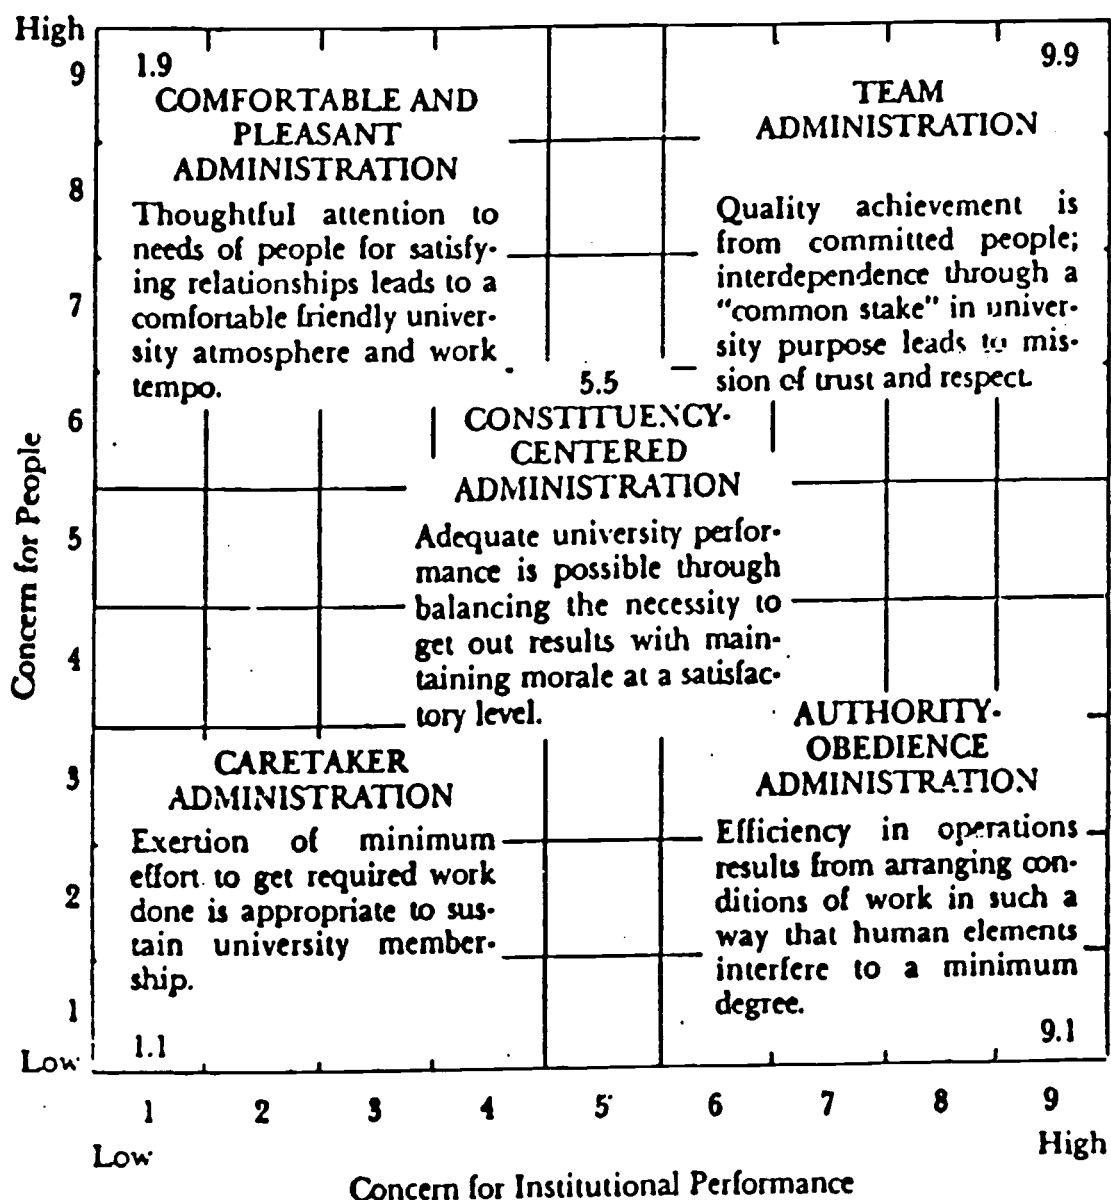 High
9
1.9
COMFORTABLE AND
PLEASANT
ADMINISTRATION
Thoughtful attention to
needs of people for satisfy-
ing relationships leads to a
comfortable friendly univer-
sity atmosphere and work
tempo.
9.9
TEAM
ADMINISTRATION
Quality achievement is
from committed people;
interdependence through a
"common stake" in univer-
sity purpose leads to mis-
sion of trust and respect.
8
7
6
5
4
3
2
1
Low
Concern for People
5.5
CONSTITUENCY-
CENTERED
ADMINISTRATION
Adequate university perfor-
mance is possible through
balancing the necessity to
get out results with main-
taining morale at a satisfac-
tory level.
CARETAKER
ADMINISTRATION
Exertion of minimum
effort to get required work
done is appropriate to sus-
tain university member-
ship.
1.1
AUTHORITY-
OBEDIENCE
ADMINISTRATION
Efficiency in operations
results from arranging con-
ditions of work in such a
way that human elements
interfere to a minimum
degree.
9.1
1 2 3 4 5 6 7 8 9
Low High
Concern for Institutional Performance